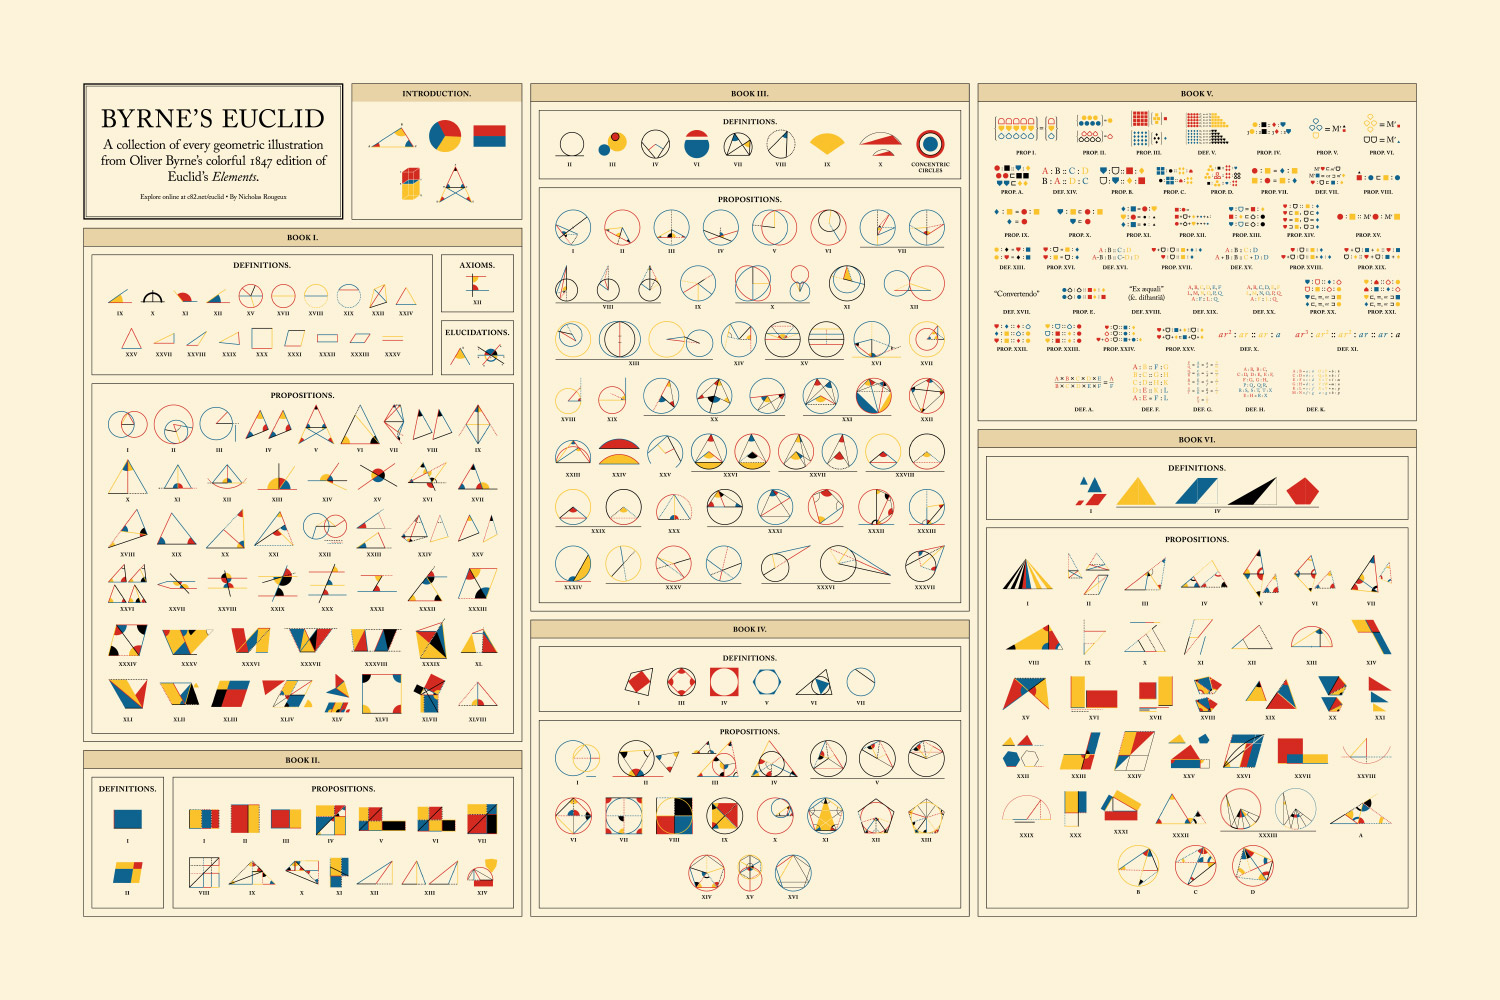 BYRNE’S EUCLID
A collection of every geometric illustration
from Oliver Byrne’s colorful 1847 edition of
Euclid’s Elements.
Explore online at c82.net/euclid • By Nicholas Rougeux
INTRODUCTION.
BOOK I.
DEFINITIONS.
IX X XI XII XV XVII XVIII XIX XXIV XXIV
XXV XXVII XXVIII XXIX XXX XXXI XXXII XXXIII XXXV
AXIOMS.
XII
ELUCIDATIONS.
PROPOSITIONS.
I II III IV V VI VII VIII IX
X XI XII XIII XIV XV XVI XVII
XVIII XIX XX XXI XXII XXIII XXIV XXV
XXVI XXVII XXVIII XXIX XXX XXXI XXXII XXXIII
XXXIV XXXV XXXVI XXXVII XXXVIII XXXIX XL
XLI XLII XLIII XLIV XLV XLVI XLVII XLVIII
BOOK II.
DEFINITIONS.
I
II
PROPOSITIONS.
I II III IV V VI VII
VIII IX X XI XII XIII XIV
BOOK III.
DEFINITIONS.
II III IV VI VII VIII IX X CONCENTRIC
CIRCLES
PROPOSITIONS.
I II III IV V VI VII
VIII IX X XI XII
XIII XIV XV XVI XVII
XVIII XIX XX XXI XXII
XXIII XXIV XXV XXVI XXVII XXVIII
XXIX XXX XXXI XXXII XXXIII
XXXIV XXXV XXXVI XXXVII
BOOK IV.
DEFINITIONS.
I III IV V VI VII
PROPOSITIONS.
I II III IV V
VI VII VIII IX X XI XII XIII
XIV XV XVI
BOOK V.
PROP I. PROP. II. PROP. III. DEF. V. PROP. IV. PROP. V. PROP. VI.
A : B :: C : D
B : A :: D : C
PROP. A. DEF. XIV. PROP. B. PROP. C. PROP. D. PROP. VII. DEF. VII. PROP. VIII.
PROP. IX. PROP. X. PROP. XI. PROP. XII. PROP. XIII. PROP. XIV. PROP. XV.
DEF. XIII. PROP. XVI. DEF. XVI. PROP. XVII. DEF. XV. PROP. XVIII. PROP. XIX.
“Convertendo”
“Ex æquali”
(fc. diſtantiâ)
DEF. XVII. PROP. E. DEF. XVIII. DEF. XIX. DEF. XX. PROP. XX. PROP. XXI.
PROP. XXII. PROP. XXIII. PROP. XXIV. PROP. XXV. DEF. X. DEF. XI.
DEF. A. DEF. F. DEF. G. DEF. H. DEF. K.
BOOK VI.
DEFINITIONS.
I IV
PROPOSITIONS.
I II III IV V VI VII
VIII IX X XI XII XIII XIV
XV XVI XVII XVIII XIX XX XXI
XXII XXIII XXIV XXV XXVI XXVII XXVIII
XXIX XXX XXXI XXXII XXXIII A
B C D